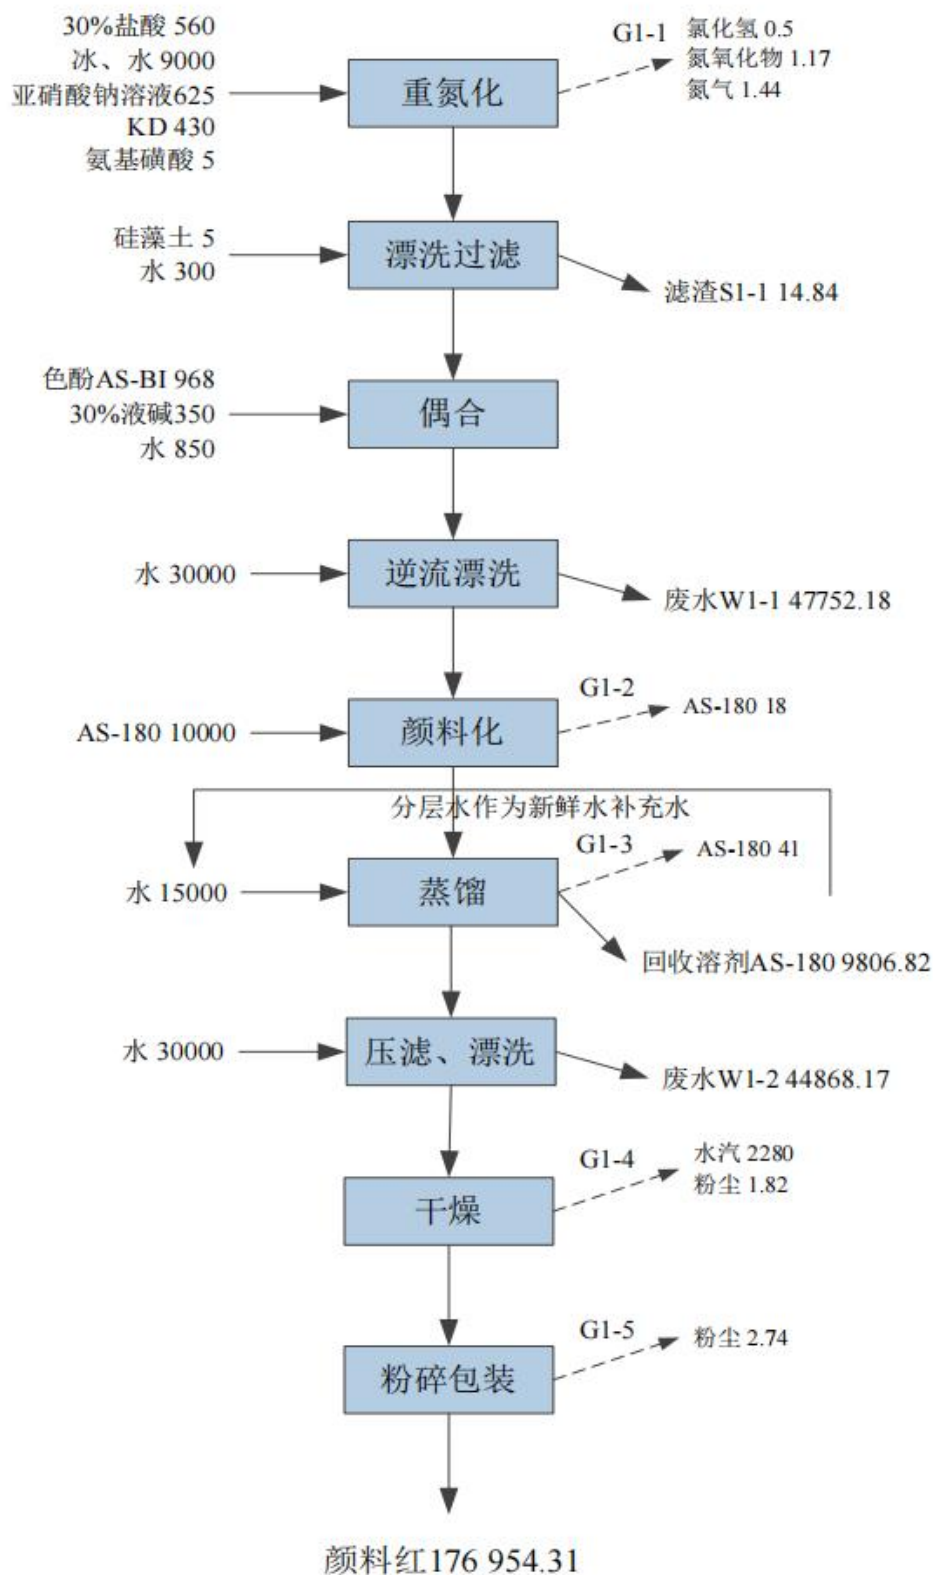 30%盐酸 560
冰、水 9000
亚硝酸钠溶液625
KD 430
氨基磺酸 5
重氮化
G1-1
氯化氢 0.5
氮氧化物 1.17
氮气 1.44
硅藻土 5
水 300
漂洗过滤
滤渣S1-1 14.84
色酚AS-BI 968
30%液碱350
水 850
偶合
水 30000
逆流漂洗
废水W1-1 47752.18
AS-180 10000
颜料化
G1-2
AS-180 18
分层水作为新鲜水补充水
水 15000
蒸馏
G1-3
AS-180 41
回收溶剂AS-180 9806.82
水 30000
压滤、漂洗
废水W1-2 44868.17
干燥
G1-4
水汽 2280
粉尘 1.82
粉碎包装
G1-5
粉尘 2.74
颜料红176 954.31